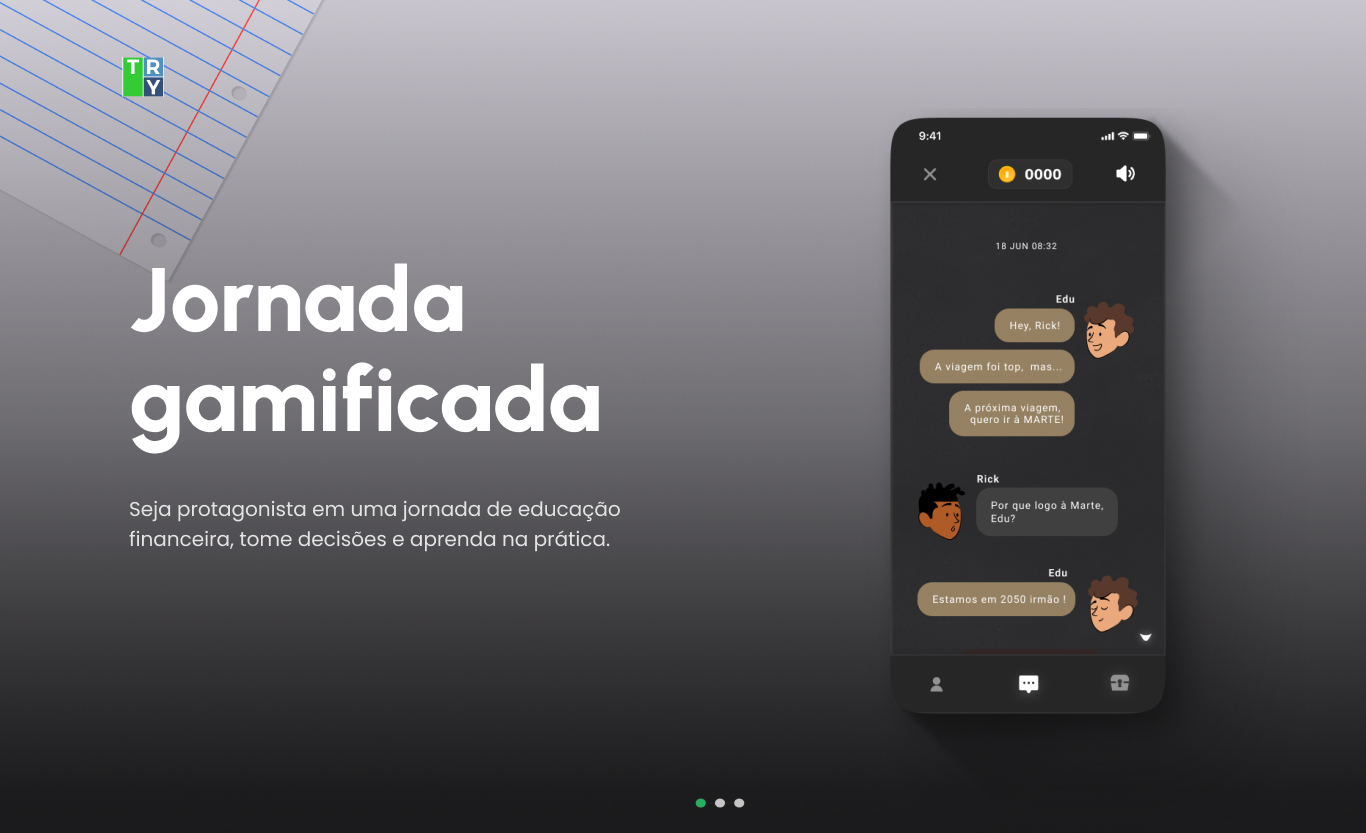 T R
Y
Jornada
gamificada
Seja protagonista em uma jornada de educação
financeira, tome decisões e aprenda na prática.
9:41
0000
18 JUN 08:32
Edu
Hey, Rick!
A viagem foi top, mas...
A próxima viagem,
quero ir à MARTE!
Rick
Por que logo à Marte,
Edu?
Edu
Estamos em 2050 irmão !